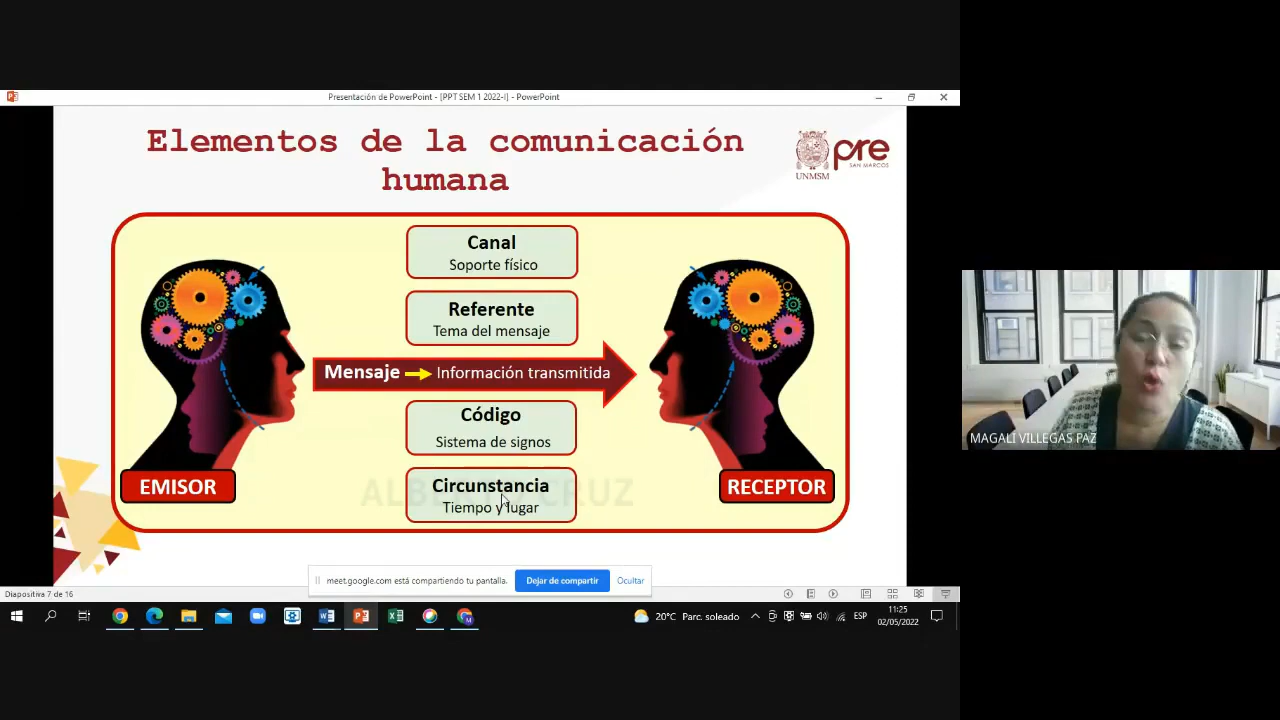 Presentación de PowerPoint - [PPT SEM 1 2022-I] - PowerPoint
Elementos de la comunicación
humana
UNMSM
pre
SAN MARCOS
Canal
Soporte físico
Referente
Tema del mensaje
Mensaje Información transmitida
Código
Sistema de signos
Circunstancia
Tiempo y lugar
ALBERTO CRUZ
EMISOR
RECEPTOR
MAGALI VILLEGAS PAZ
meet.google.com está compartiendo tu pantalla.
Dejar de compartir
Ocultar
Diapositiva 7 de 16
20°C Parc. soleado
ESP
11:25
02/05/2022